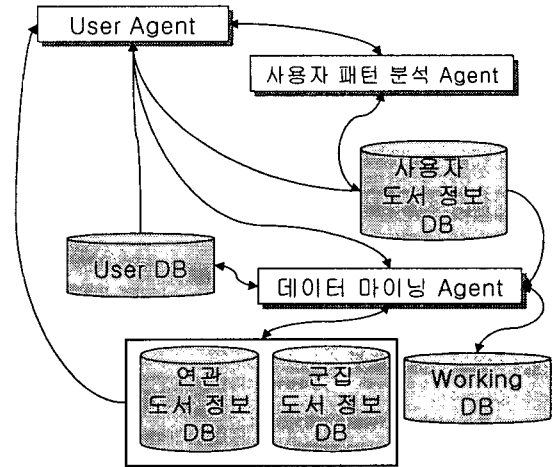 User Agent
사용자 패턴 분석 Agent
사용자
도서 정보
DB
User DB
데이터 마이닝 Agent
연관
도서 정보
DB
군집
도서 정보
DB
Working
DB